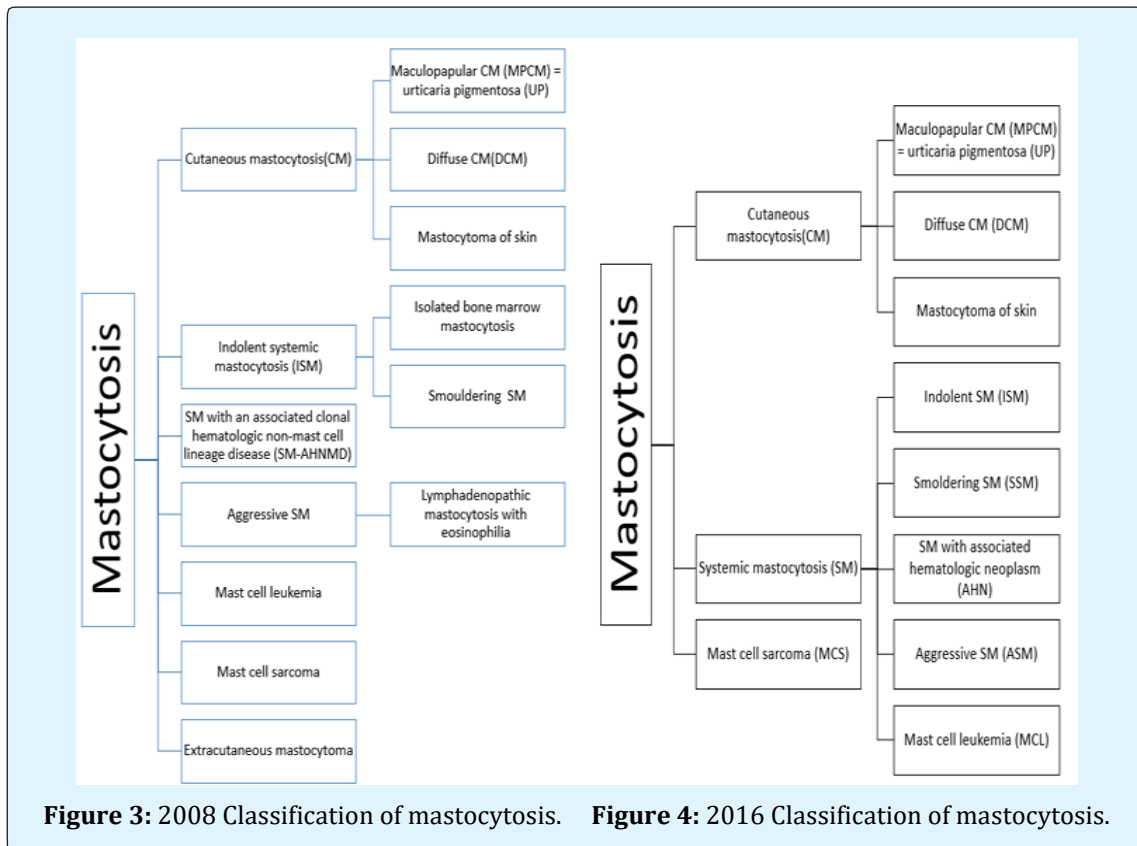 Mastocytosis
Cutaneous mastocytosis(CM)
Maculopapular CM (MPCM) =
urticaria pigmentosa (UP)
Diffuse CM(DCM)
Mastocytoma of skin
Indolent systemic
mastocytosis (ISM)
Isolated bone marrow
mastocytosis
Smouldering SM
SM with an associated clonal
hematologic non-mast cell
lineage disease (SM-AHNMD)
Aggressive SM
Lymphadenopathic
mastocytosis with
eosinophilia
Mast cell leukemia
Mast cell sarcoma
Extracutaneous mastocytoma
Figure 3: 2008 Classification of mastocytosis.
Mastocytosis
Cutaneous
mastocytosis(CM)
Maculopapular CM (MPCM)
= urticaria pigmentosa (UP)
Diffuse CM (DCM)
Mastocytoma of skin
Systemic mastocytosis (SM)
Indolent SM (ISM)
Smoldering SM (SSM)
SM with associated
hematologic neoplasm
(AHN)
Aggressive SM (ASM)
Mast cell leukemia (MCL)
Mast cell sarcoma (MCS)
Figure 4: 2016 Classification of mastocytosis.